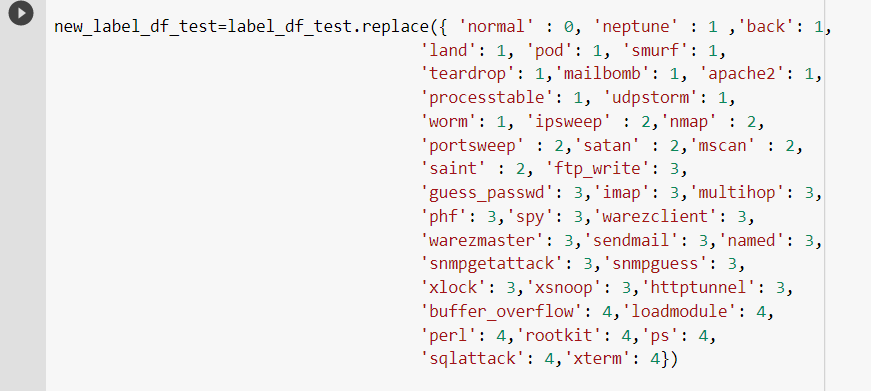 new_label_df_test=label_df_test.replace({ 'normal' : 0, 'neptune' : 1 ,'back': 1,
'land': 1, 'pod': 1, 'smurf': 1,
'teardrop': 1,'mailbomb': 1, 'apache2': 1,
'processtable': 1, 'udpstorm': 1,
'worm': 1, 'ipsweep' : 2,'nmap' : 2,
'portsweep' : 2,'satan' : 2,'mscan' : 2,
'saint' : 2, 'ftp_write': 3,
'guess_passwd': 3,'imap': 3,'multihop': 3,
'phf': 3,'spy': 3,'warezclient': 3,
'warezmaster': 3,'sendmail': 3,'named': 3,
'snmpgetattack': 3,'snmpguess': 3,
'xlock': 3,'xsnoop': 3,'httptunnel': 3,
'buffer_overflow': 4,'loadmodule': 4,
'perl': 4,'rootkit': 4,'ps': 4,
'sqlattack': 4,'xterm': 4})